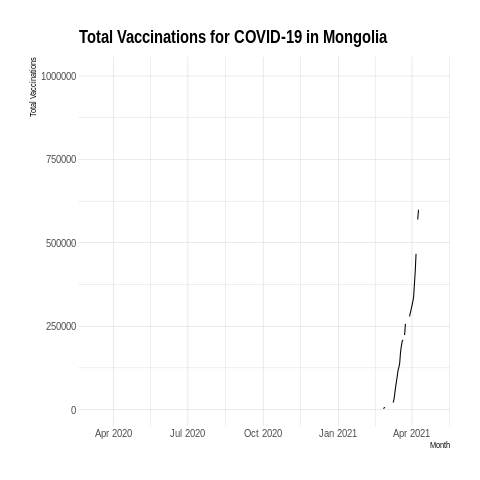 Total Vaccinations for COVID-19 in Mongolia
Total Vaccinations
1000000
750000
500000
250000
0
Apr 2020 Jul 2020 Oct 2020 Jan 2021 Apr 2021
Month